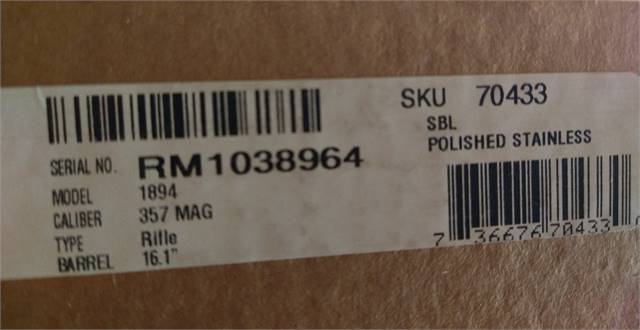 SKU 70433
SBL
POLISHED STAINLESS
SERIAL NO. RM1038964
MODEL 1894
CALIBER 357 MAG
TYPE Rifle
BARREL 16.1"
7 36676 70433